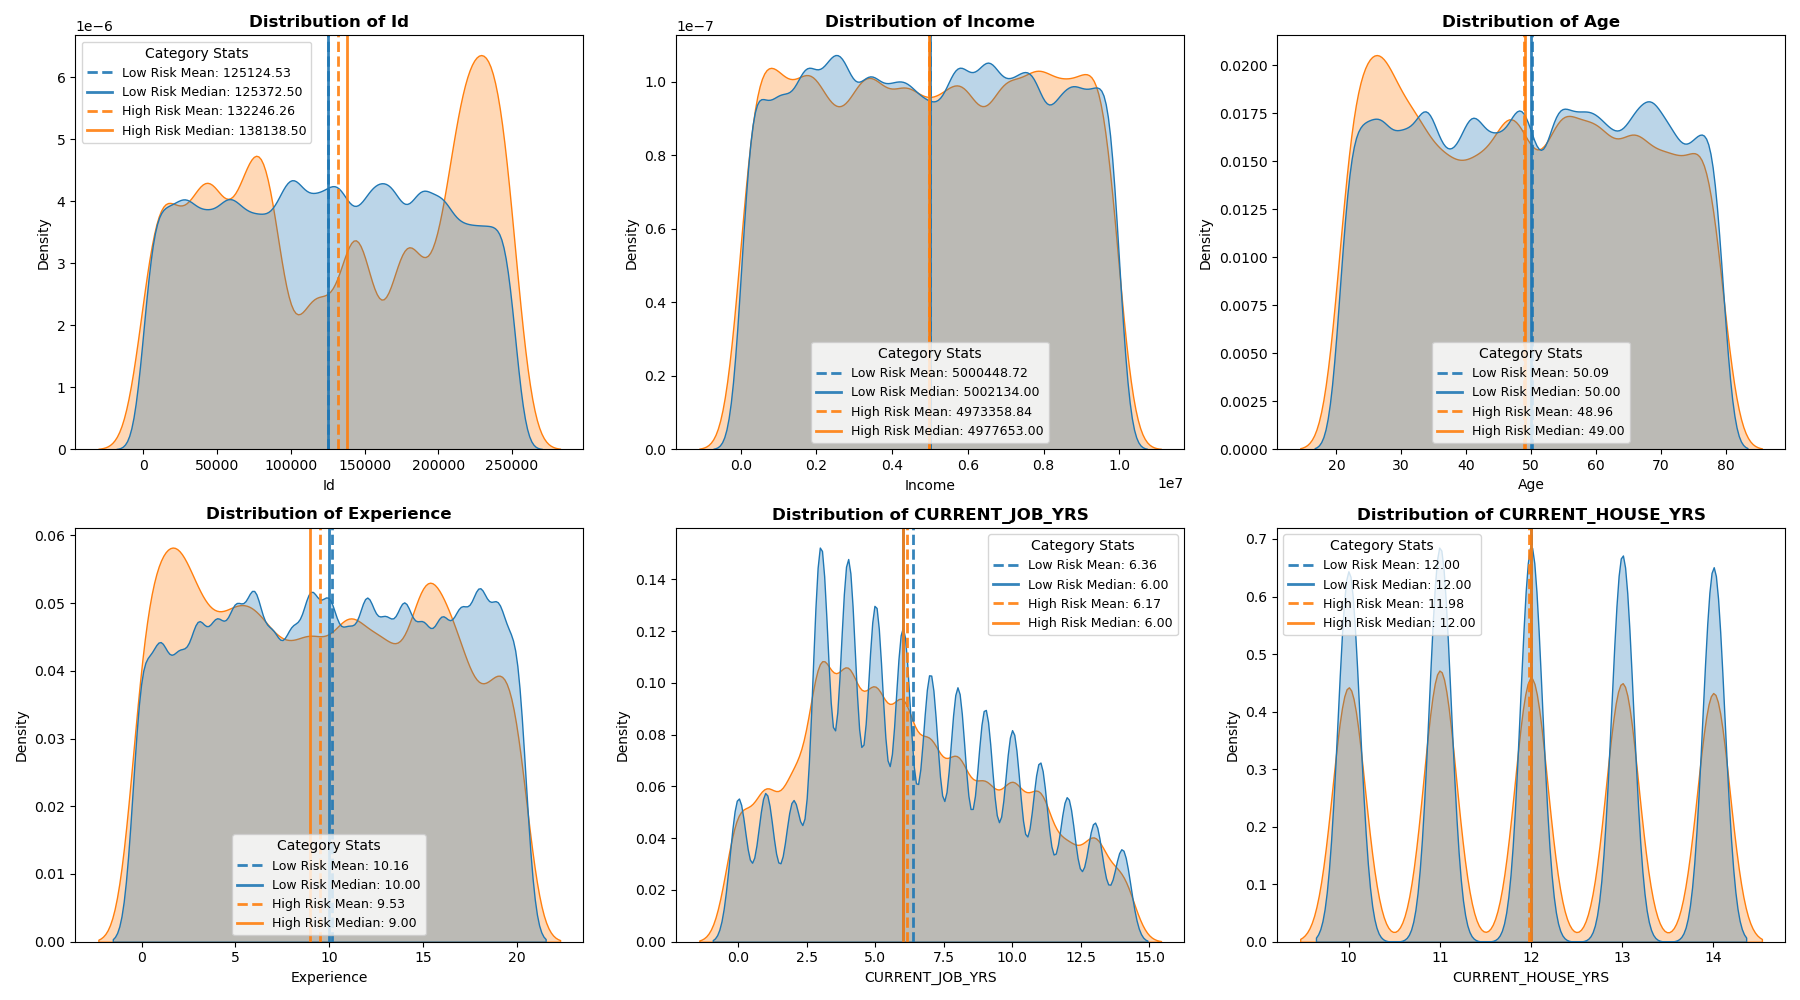 Distribution of Id
1e−6
Category Stats
Low Risk Mean: 125124.53
Low Risk Median: 125372.50
High Risk Mean: 132246.26
High Risk Median: 138138.50
6
5
4
3
2
1
0
Density
0 50000 100000 150000 200000 250000
Id
Distribution of Income
1e−7
1.0
0.8
0.6
0.4
0.2
0.0
Density
Category Stats
Low Risk Mean: 5000448.72
Low Risk Median: 5002134.00
High Risk Mean: 4973358.84
High Risk Median: 4977653.00
0.0 0.2 0.4 0.6 0.8 1.0
1e7
Income
Distribution of Age
0.0200
0.0175
0.0150
0.0125
0.0100
0.0075
0.0050
0.0025
0.0000
Density
Category Stats
Low Risk Mean: 50.09
Low Risk Median: 50.00
High Risk Mean: 48.96
High Risk Median: 49.00
20 30 40 50 60 70 80
Age
Distribution of Experience
0.06
0.05
0.04
0.03
0.02
0.01
0.00
Density
Category Stats
Low Risk Mean: 10.16
Low Risk Median: 10.00
High Risk Mean: 9.53
High Risk Median: 9.00
0 5 10 15 20
Experience
Distribution of CURRENT_JOB_YRS
Category Stats
Low Risk Mean: 6.36
Low Risk Median: 6.00
High Risk Mean: 6.17
High Risk Median: 6.00
0.14
0.12
0.10
0.08
0.06
0.04
0.02
0.00
Density
0.0 2.5 5.0 7.5 10.0 12.5 15.0
CURRENT_JOB_YRS
Distribution of CURRENT_HOUSE_YRS
Category Stats
Low Risk Mean: 12.00
Low Risk Median: 12.00
High Risk Mean: 11.98
High Risk Median: 12.00
0.7
0.6
0.5
0.4
0.3
0.2
0.1
0.0
Density
10 11 12 13 14
CURRENT_HOUSE_YRS